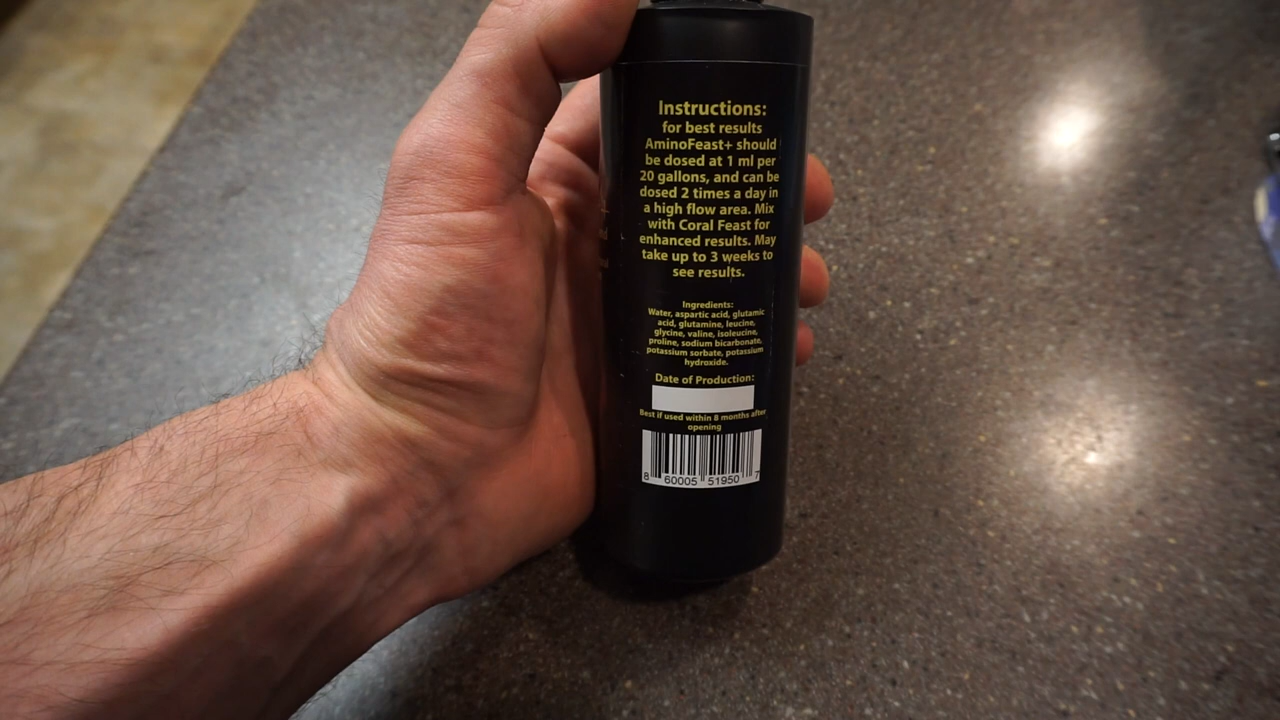 Instructions:
for best results
AminoFeast+ should
be dosed at 1 ml per
20 gallons, and can be
dosed 2 times a day in
a high flow area. Mix
with Coral Feast for
enhanced results. May
take up to 3 weeks to
see results.
Ingredients:
Water, aspartic acid, glutamic
acid, glutamine, leucine,
glycine, valine, isoleucine,
proline, sodium bicarbonate,
potassium sorbate, potassium
hydroxide.
Date of Production:
Best if used within 8 months after
opening
8 60005 51950 7